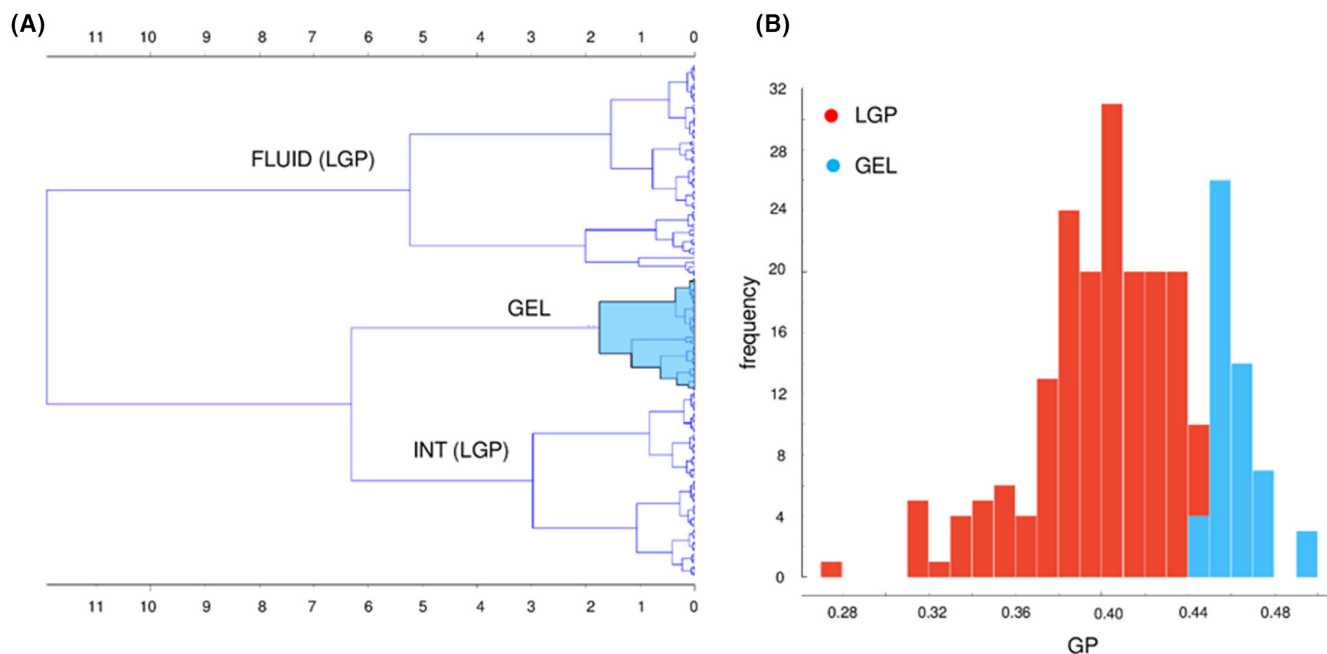 (A)
11 10 9 8 7 6 5 4 3 2 1 0
FLUID (LGP)
GEL
INT (LGP)
11 10 9 8 7 6 5 4 3 2 1 0
(B)
32
28
24
20
16
12
8
4
0
frequency
LGP
GEL
0.28 0.32 0.36 0.40 0.44 0.48
GP